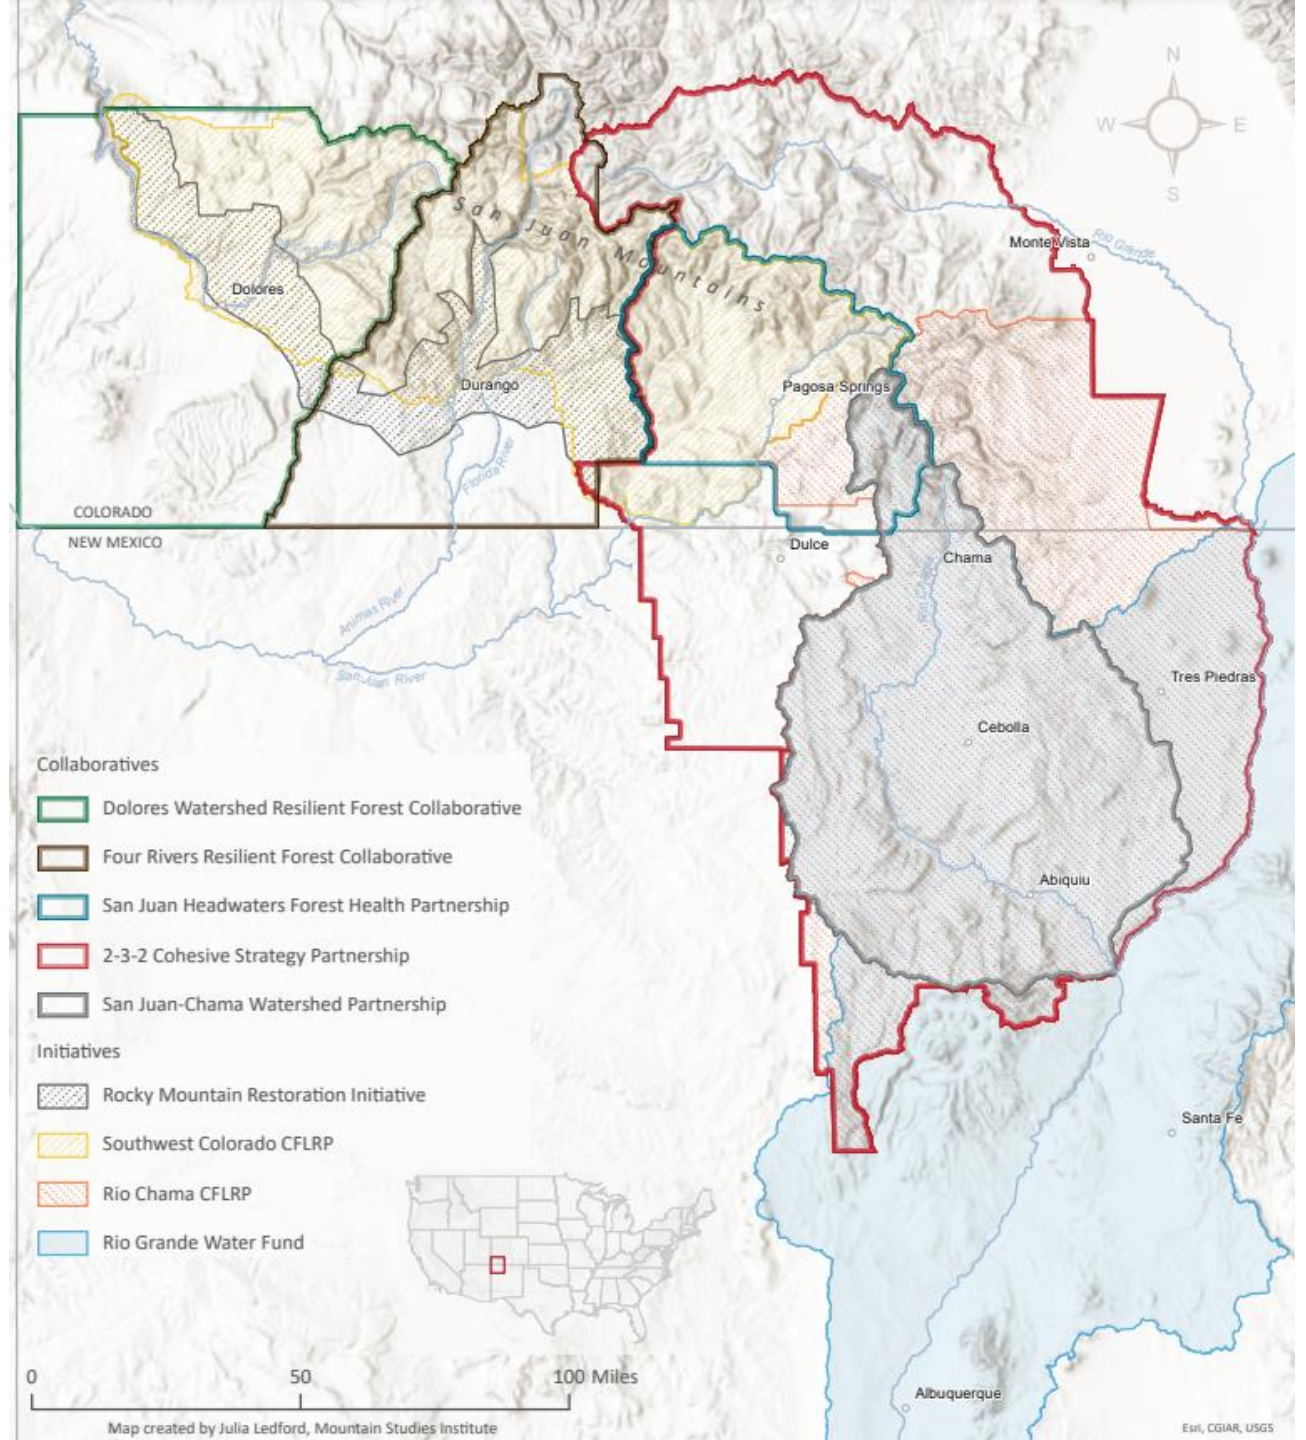 N
W
E
S
San Juan Mountains
Monte Vista
Rio Grande
Dolores
Durango
Pagosa Springs
Florida River
COLORADO
NEW MEXICO
Dulce
Chama
Animas River
San Juan River
Tres Piedras
Cebolla
Abiquiu
Santa Fe
Albuquerque
Collaboratives
Dolores Watershed Resilient Forest Collaborative
Four Rivers Resilient Forest Collaborative
San Juan Headwaters Forest Health Partnership
2-3-2 Cohesive Strategy Partnership
San Juan-Chama Watershed Partnership
Initiatives
Rocky Mountain Restoration Initiative
Southwest Colorado CFLRP
Rio Chama CFLRP
Rio Grande Water Fund
0 50 100 Miles
Map created by Julia Ledford, Mountain Studies Institute
Esri, CGIAR, USGS